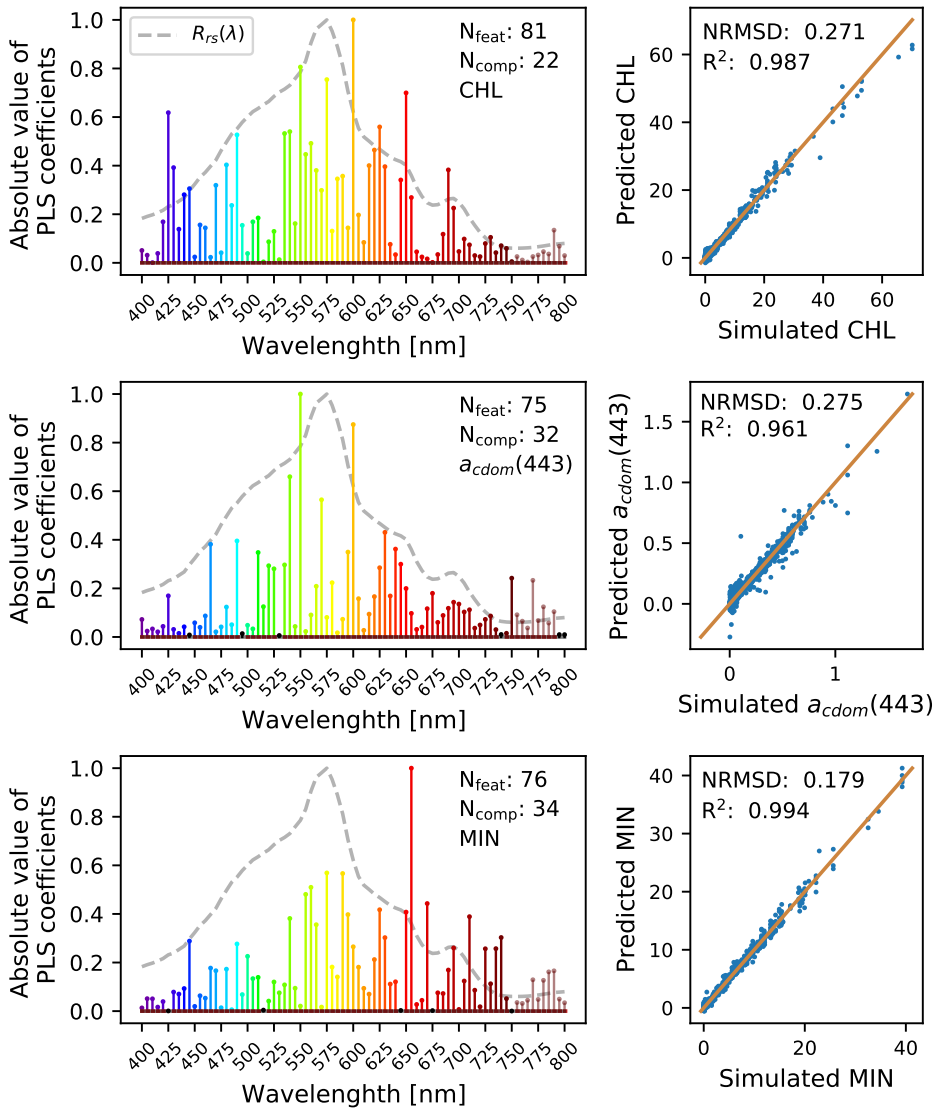 R_rs(λ)
N_feat: 81
N_comp: 22
CHL
Absolute value of
PLS coefficients
1.0
0.8
0.6
0.4
0.2
0.0
400 425 450 475 500 525 550 575 600 625 650 675 700 725 750 775 800
Wavelenghth [nm]
NRMSD: 0.271
R²: 0.987
Predicted CHL
60
40
20
0
0 20 40 60
Simulated CHL
N_feat: 75
N_comp: 32
a_cdom(443)
Absolute value of
PLS coefficients
1.0
0.8
0.6
0.4
0.2
0.0
400 425 450 475 500 525 550 575 600 625 650 675 700 725 750 775 800
Wavelenghth [nm]
NRMSD: 0.275
R²: 0.961
Predicted a_cdom(443)
1.5
1.0
0.5
0.0
0 1
Simulated a_cdom(443)
N_feat: 76
N_comp: 34
MIN
Absolute value of
PLS coefficients
1.0
0.8
0.6
0.4
0.2
0.0
400 425 450 475 500 525 550 575 600 625 650 675 700 725 750 775 800
Wavelenghth [nm]
NRMSD: 0.179
R²: 0.994
Predicted MIN
40
30
20
10
0
0 20 40
Simulated MIN